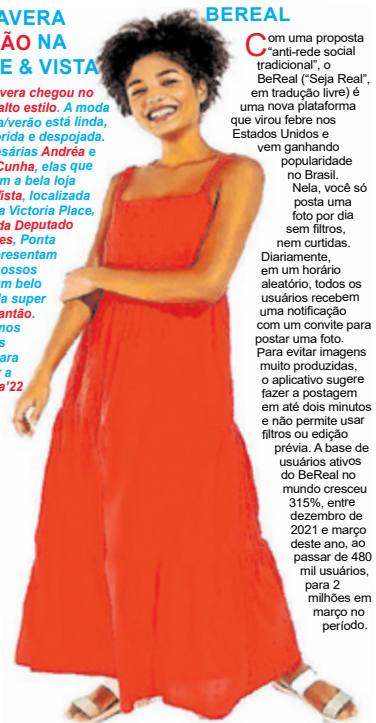 AVERA
ÃO NA
E & VISTA
vera chegou no
alto estilo. A moda
a/verão está linda,
rida e despojada.
esárias Andréa e
Cunha, elas que
m a bela loja
ista, localizada
a Victoria Place,
da Deputado
es, Ponta
resentam
ossos
m belo
la super
antão.
mos
s
ara
r a
a'22
BEREAL
Com uma proposta
“anti-rede social
tradicional”, o
BeReal (“Seja Real”,
em tradução livre) é
uma nova plataforma
que virou febre nos
Estados Unidos e
vem ganhando
popularidade
no Brasil.
Nela, você só
posta uma
foto por dia
sem filtros,
nem curtidas.
Diariamente,
em um horário
aleatório, todos os
usuários recebem
uma notificação
com um convite para
postar uma foto.
Para evitar imagens
muito produzidas,
o aplicativo sugere
fazer a postagem
em até dois minutos
e não permite usar
filtros ou edição
prévia. A base de
usuários ativos
do BeReal no
mundo cresceu
315%, entre
dezembro de
2021 e março
deste ano, ao
passar de 480
mil usuários,
para 2
milhões em
março no
período.